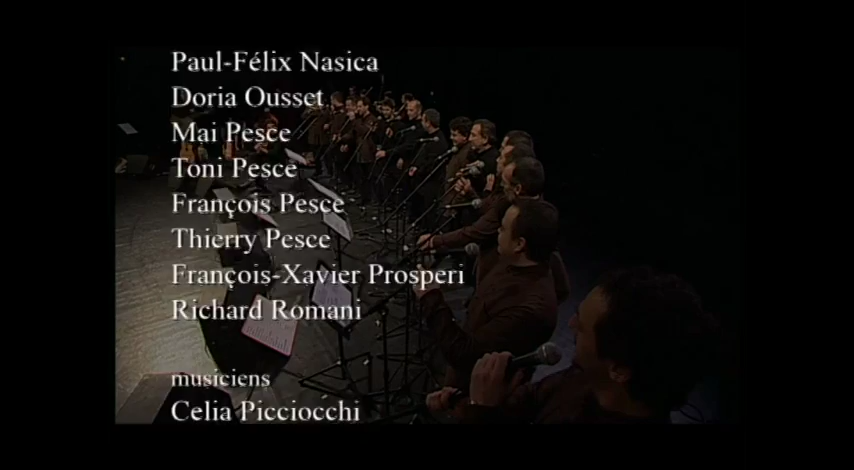 Paul-Félix Nasica
Doria Ousset
Mai Pesce
Toni Pesce
François Pesce
Thierry Pesce
François-Xavier Prosperi
Richard Romani
musiciens
Celia Picciocchi